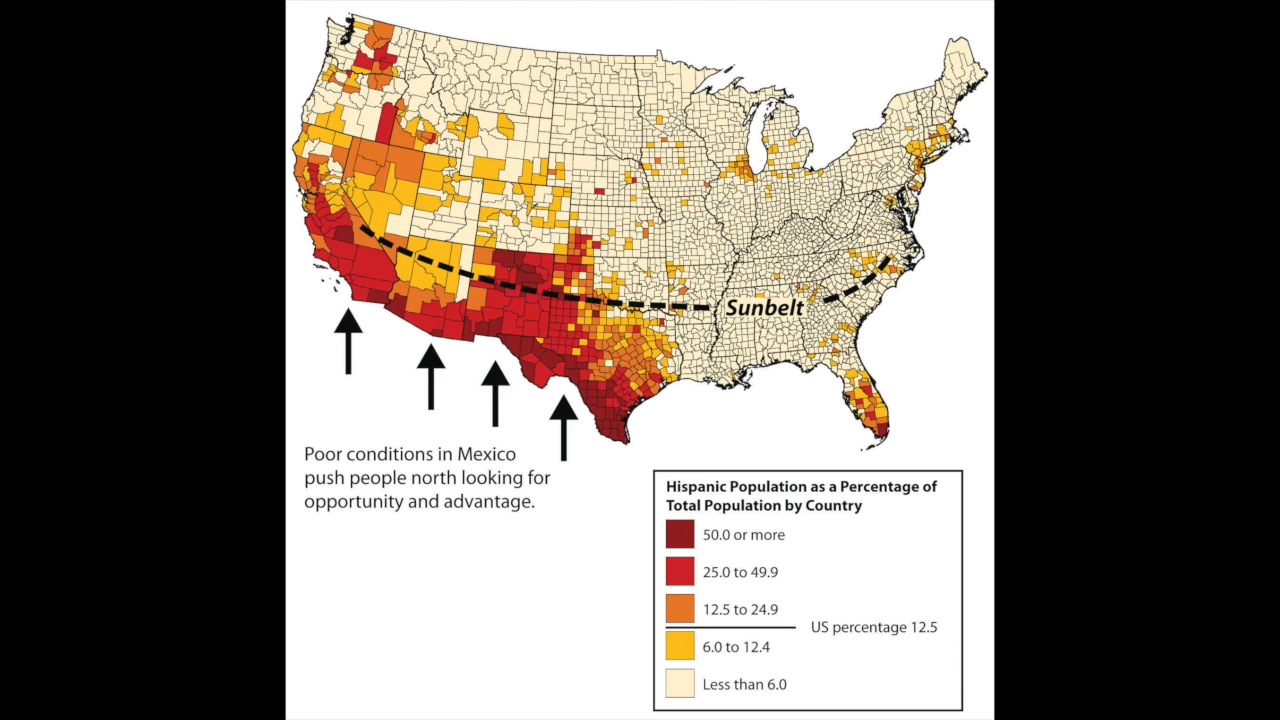 Sunbelt
Poor conditions in Mexico
push people north looking for
opportunity and advantage.
Hispanic Population as a Percentage of
Total Population by Country
50.0 or more
25.0 to 49.9
12.5 to 24.9
US percentage 12.5
6.0 to 12.4
Less than 6.0